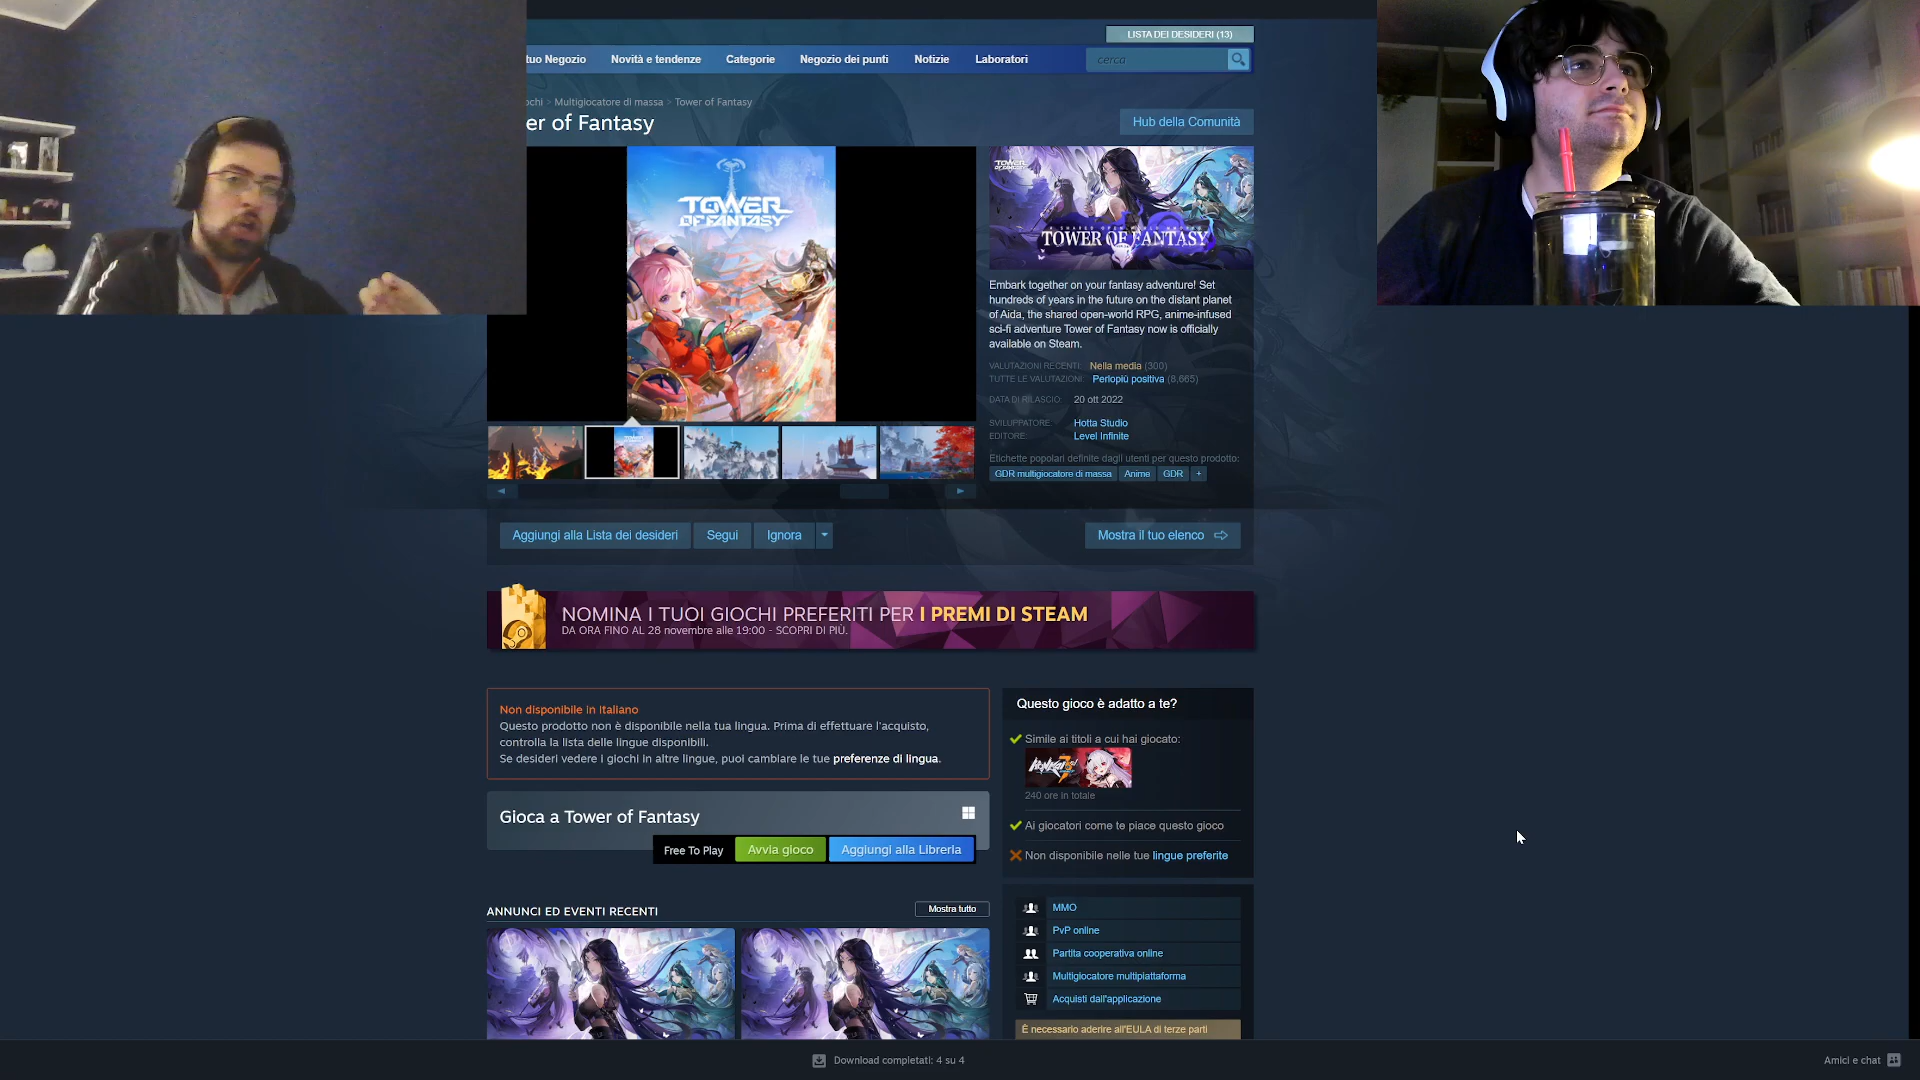 LISTA DEI DESIDERI (13)
tuo Negozio
Novità e tendenze
Categorie
Negozio dei punti
Notizie
Laboratori
cerca
ochi > Multigiocatore di massa > Tower of Fantasy
er of Fantasy
Hub della Comunità
TOWER
OF FANTASY
TOWER OF FANTASY
Embark together on your fantasy adventure! Set
hundreds of years in the future on the distant planet
of Aida, the shared open-world RPG, anime-infused
sci-fi adventure Tower of Fantasy now is officially
available on Steam.
VALUTAZIONI RECENTI: Nella media (300)
TUTTE LE VALUTAZIONI: Perlopiù positiva (8,665)
DATA DI RILASCIO: 20 ott 2022
SVILUPPATORE: Hotta Studio
EDITORE: Level Infinite
Etichette popolari definite dagli utenti per questo prodotto:
GDR multigiocatore di massa
Anime
GDR
+
Aggiungi alla Lista dei desideri
Segui
Ignora
Mostra il tuo elenco
NOMINA I TUOI GIOCHI PREFERITI PER I PREMI DI STEAM
DA ORA FINO AL 28 novembre alle 19:00 - SCOPRI DI PIÙ.
Non disponibile in Italiano
Questo prodotto non è disponibile nella tua lingua. Prima di effettuare l'acquisto,
controlla la lista delle lingue disponibili.
Se desideri vedere i giochi in altre lingue, puoi cambiare le tue preferenze di lingua.
Questo gioco è adatto a te?
Simile ai titoli a cui hai giocato:
HONKAI 3
240 ore in totale
Ai giocatori come te piace questo gioco
Non disponibile nelle tue lingue preferite
Gioca a Tower of Fantasy
Free To Play
Avvia gioco
Aggiungi alla Libreria
ANNUNCI ED EVENTI RECENTI
Mostra tutto
MMO
PvP online
Partita cooperativa online
Multigiocatore multipiattaforma
Acquisti dall'applicazione
È necessario aderire all'EULA di terze parti
Download completati: 4 su 4
Amici e chat